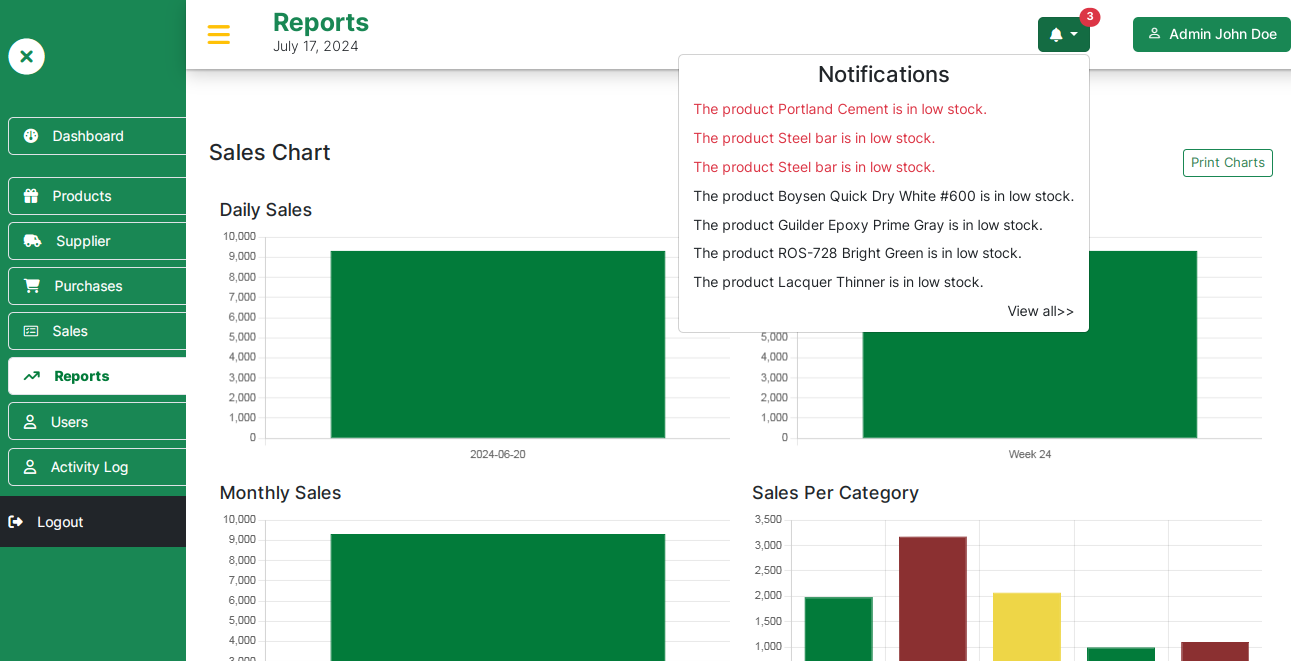 Reports
July 17, 2024
3
Admin John Doe
Dashboard
Products
Supplier
Purchases
Sales
Reports
Users
Activity Log
Logout
Notifications
The product Portland Cement is in low stock.
The product Steel bar is in low stock.
The product Steel bar is in low stock.
The product Boysen Quick Dry White #600 is in low stock.
The product Guilder Epoxy Prime Gray is in low stock.
The product ROS-728 Bright Green is in low stock.
The product Lacquer Thinner is in low stock.
View all>>
Sales Chart
Print Charts
Daily Sales
10,000
9,000
8,000
7,000
6,000
5,000
4,000
3,000
2,000
1,000
0
2024-06-20
5,000
4,000
3,000
2,000
1,000
0
Week 24
Monthly Sales
10,000
9,000
8,000
7,000
6,000
5,000
4,000
3,000
Sales Per Category
3,500
3,000
2,500
2,000
1,500
1,000